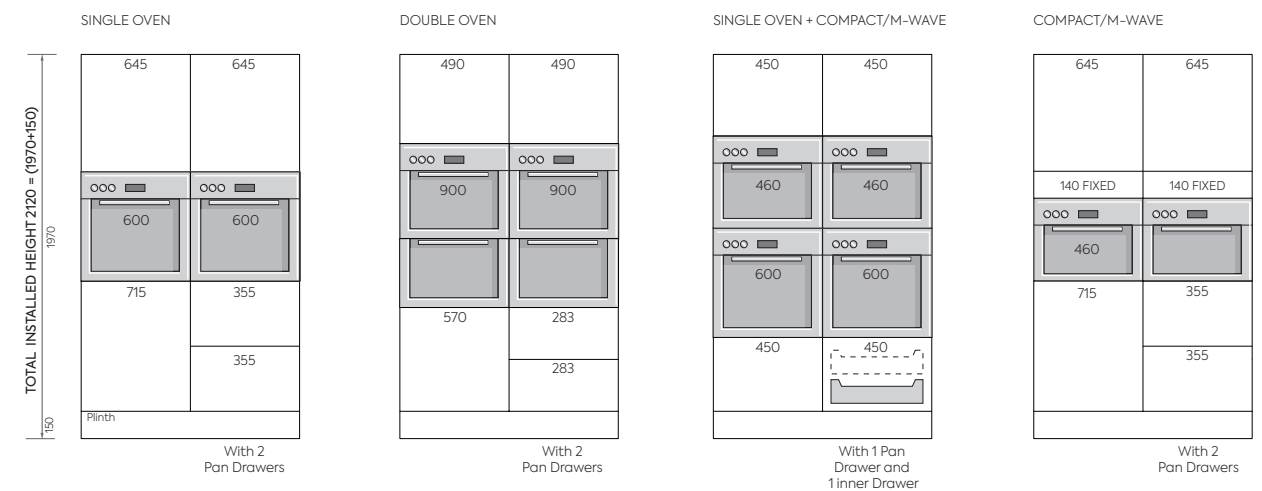 SINGLE OVEN
DOUBLE OVEN
SINGLE OVEN + COMPACT/M-WAVE
COMPACT/M-WAVE
TOTAL INSTALLED HEIGHT 2120 = (1970+150)
1970
150
645 645
600 600
715 355
355
Plinth
With 2
Pan Drawers
490 490
900 900
570 283
283
With 2
Pan Drawers
450 450
460 460
600 600
450 450
With 1 Pan
Drawer and
1 inner Drawer
645 645
140 FIXED 140 FIXED
460
715 355
355
With 2
Pan Drawers